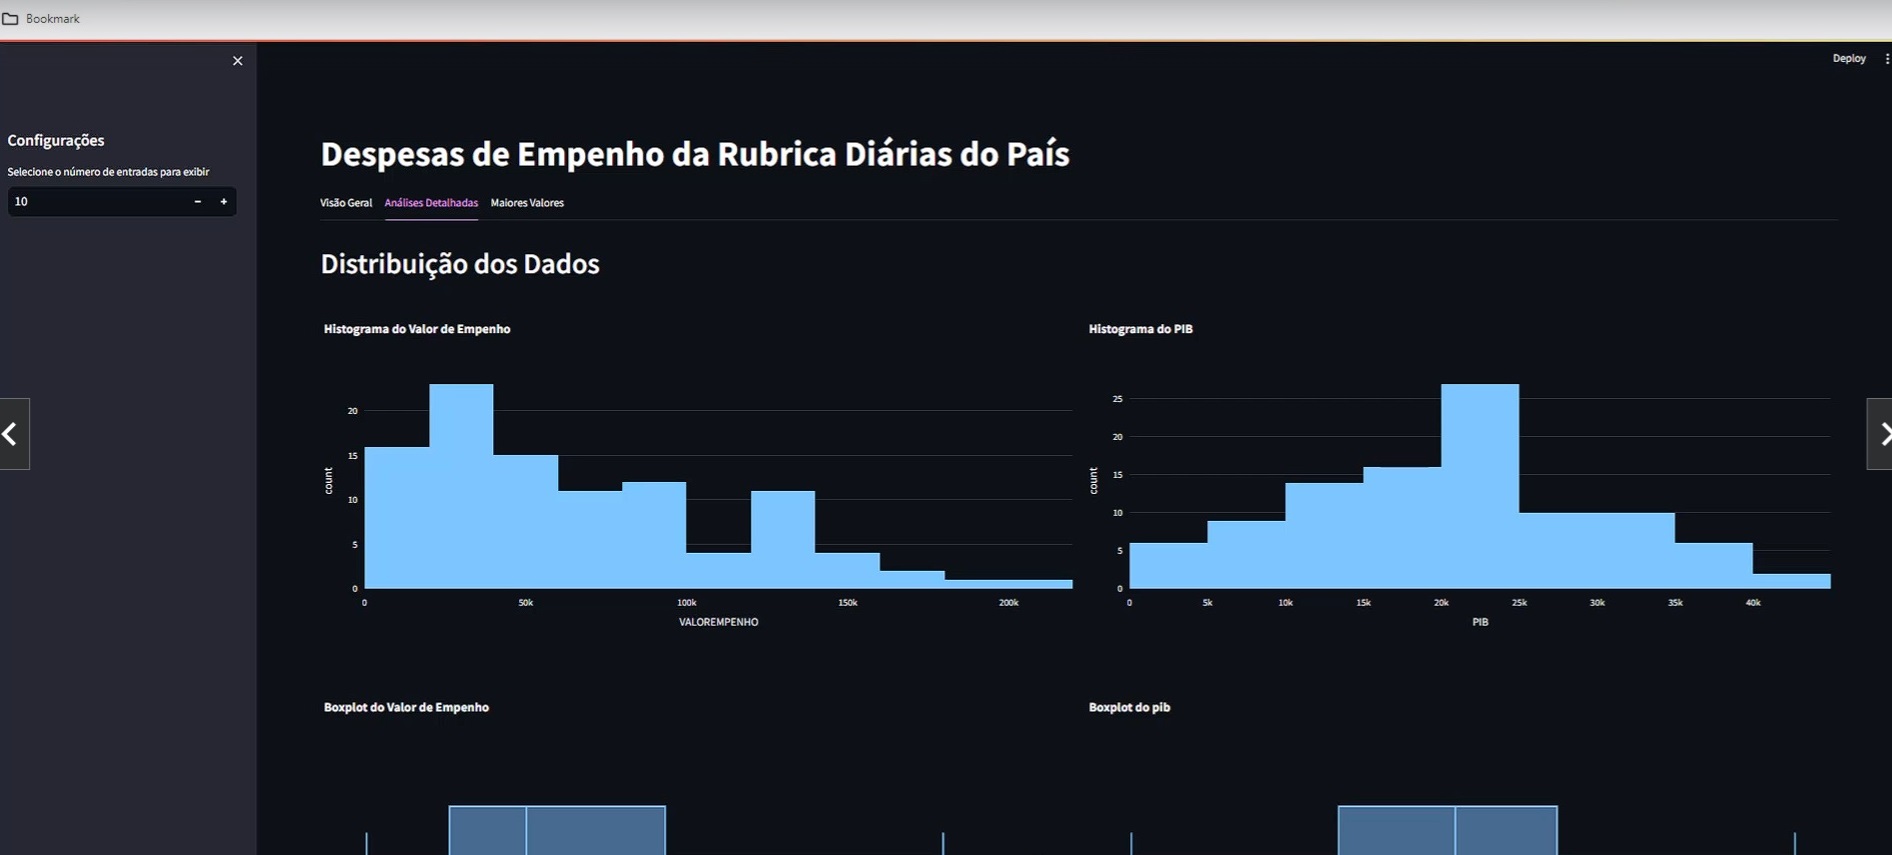 Bookmark
Deploy
Configurações
Selecione o número de entradas para exibir
10 - +
Despesas de Empenho da Rubrica Diárias do País
Visão Geral Análises Detalhadas Maiores Valores
Distribuição dos Dados
Histograma do Valor de Empenho
20
15
10
5
0
count
0 50k 100k 150k 200k
VALOREMPENHO
Histograma do PIB
25
20
15
10
5
0
count
0 5k 10k 15k 20k 25k 30k 35k 40k
PIB
Boxplot do Valor de Empenho
Boxplot do pib